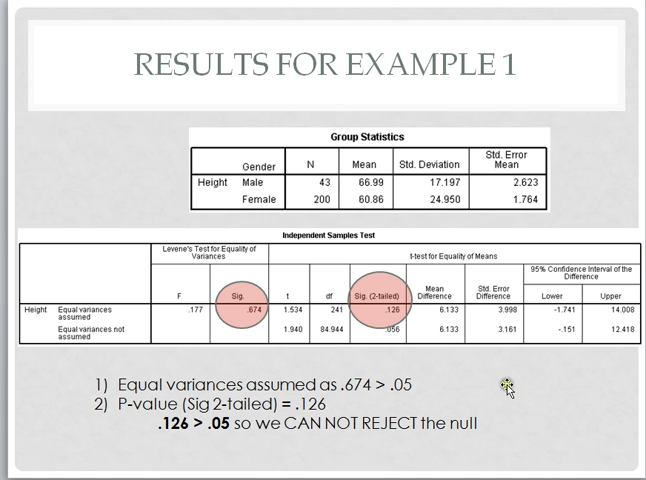 RESULTS FOR EXAMPLE 1
Group Statistics
Gender N Mean Std. Deviation Std. Error Mean
Height Male 43 66.99 17.197 2.623
Female 200 60.86 24.950 1.764
Independent Samples Test
Levene's Test for Equality of Variances t-test for Equality of Means
95% Confidence Interval of the Difference
F Sig. t df Sig. (2-tailed) Mean Difference Std. Error Difference Lower Upper
Height Equal variances assumed .177 .674 1.534 241 .126 6.133 3.998 -1.741 14.008
Equal variances not assumed 1.940 84.944 .056 6.133 3.161 -.151 12.418
1) Equal variances assumed as .674 > .05
2) P-value (Sig 2-tailed) = .126
.126 > .05 so we CAN NOT REJECT the null